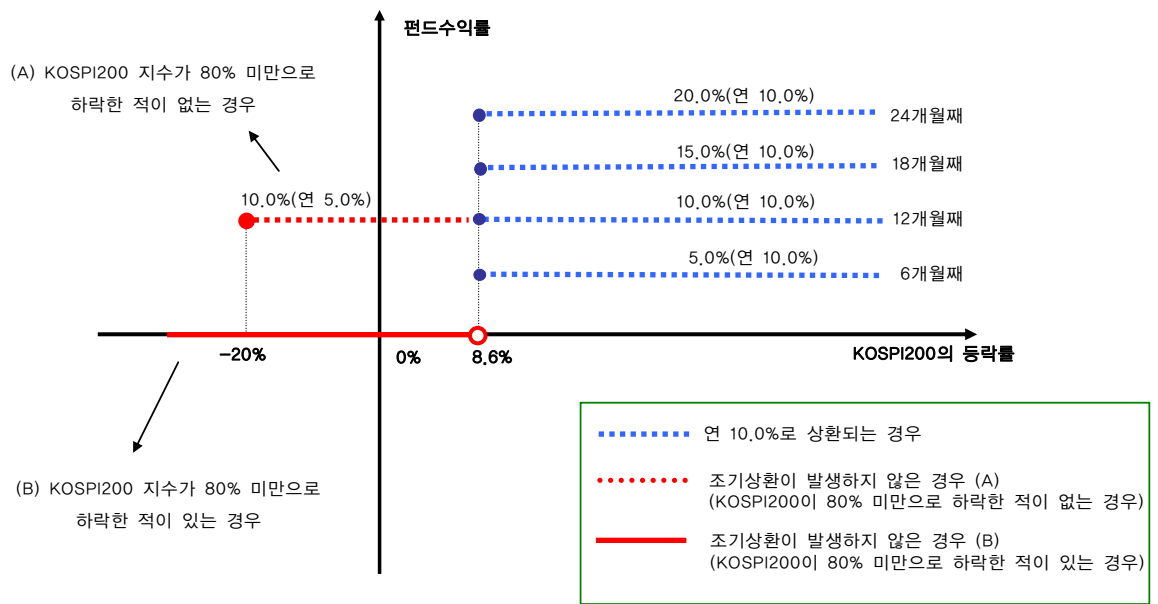 펀드수익률
(A) KOSPI200 지수가 80% 미만으로
하락한 적이 없는 경우
20.0%(연 10.0%)
24개월째
15.0%(연 10.0%)
18개월째
10.0%(연 5.0%)
10.0%(연 10.0%)
12개월째
5.0%(연 10.0%)
6개월째
-20%
0%
8.6%
KOSPI200의 등락률
(B) KOSPI200 지수가 80% 미만으로
하락한 적이 있는 경우
연 10.0%로 상환되는 경우
조기상환이 발생하지 않은 경우 (A)
(KOSPI200이 80% 미만으로 하락한 적이 없는 경우)
조기상환이 발생하지 않은 경우 (B)
(KOSPI200이 80% 미만으로 하락한 적이 있는 경우)